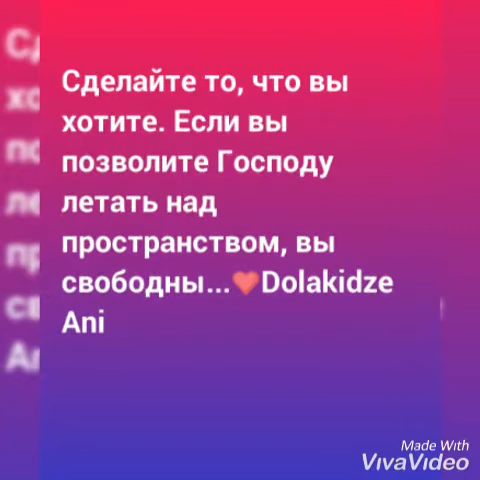 Сделайте то, что вы
хотите. Если вы
позволите Господу
летать над
пространством, вы
свободны...❤Dolakidze
Ani
Made With
VivaVideo